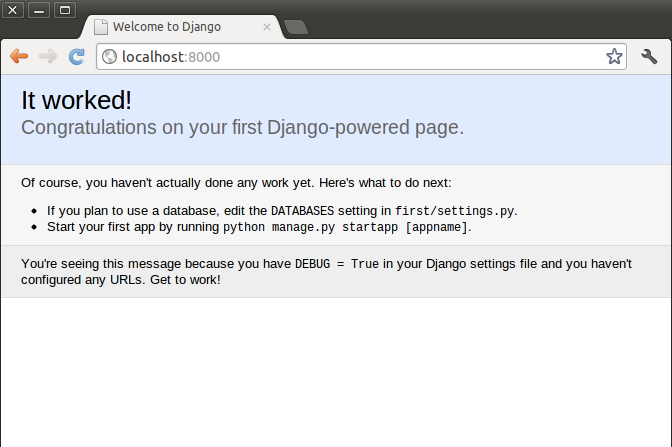 Welcome to Django
localhost:8000
It worked!
Congratulations on your first Django-powered page.
Of course, you haven't actually done any work yet. Here's what to do next:
If you plan to use a database, edit the DATABASES setting in first/settings.py.
Start your first app by running python manage.py startapp [appname].
You're seeing this message because you have DEBUG = True in your Django settings file and you haven't
configured any URLs. Get to work!